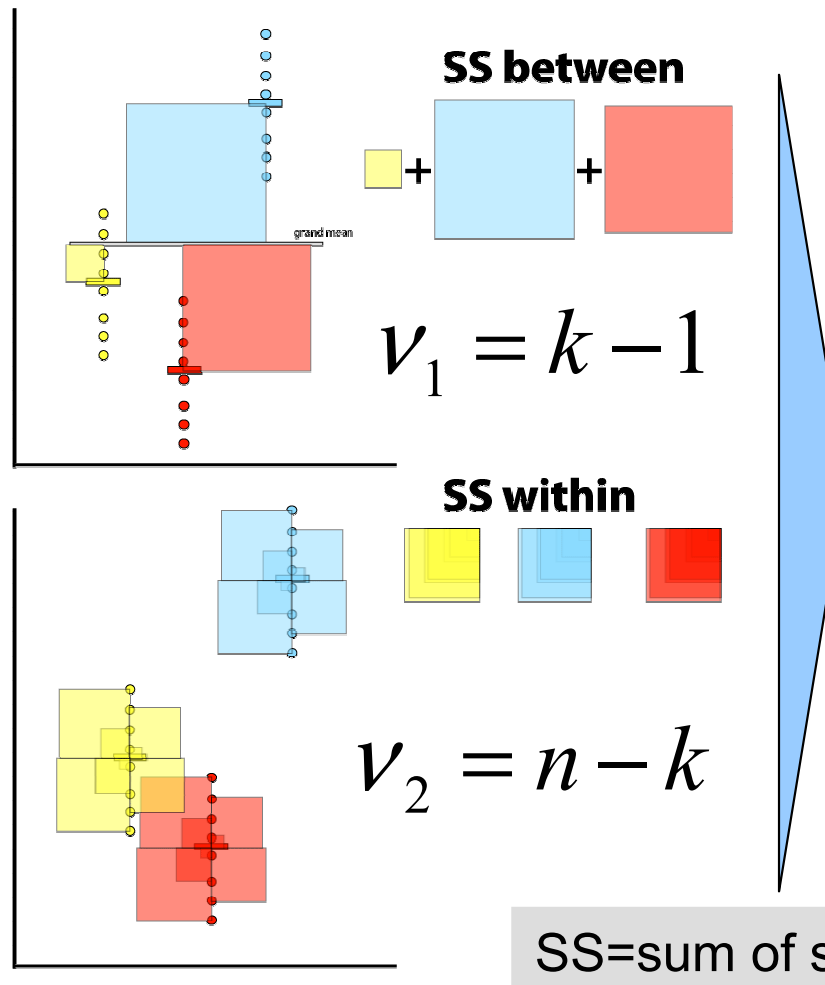 SS between
+ +
grand mean
ν₁ = k − 1
SS within
ν₂ = n − k
SS=sum of s